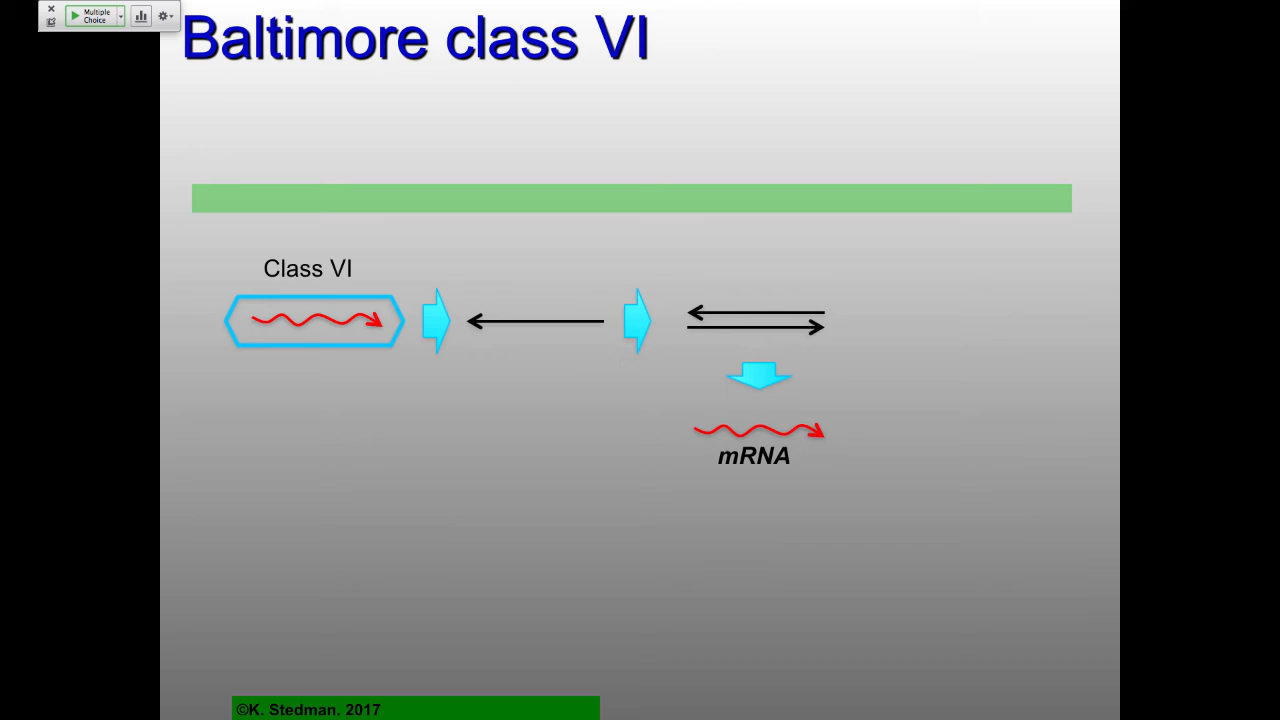 Multiple
Choice
Baltimore class VI
Class VI
mRNA
©K. Stedman. 2017